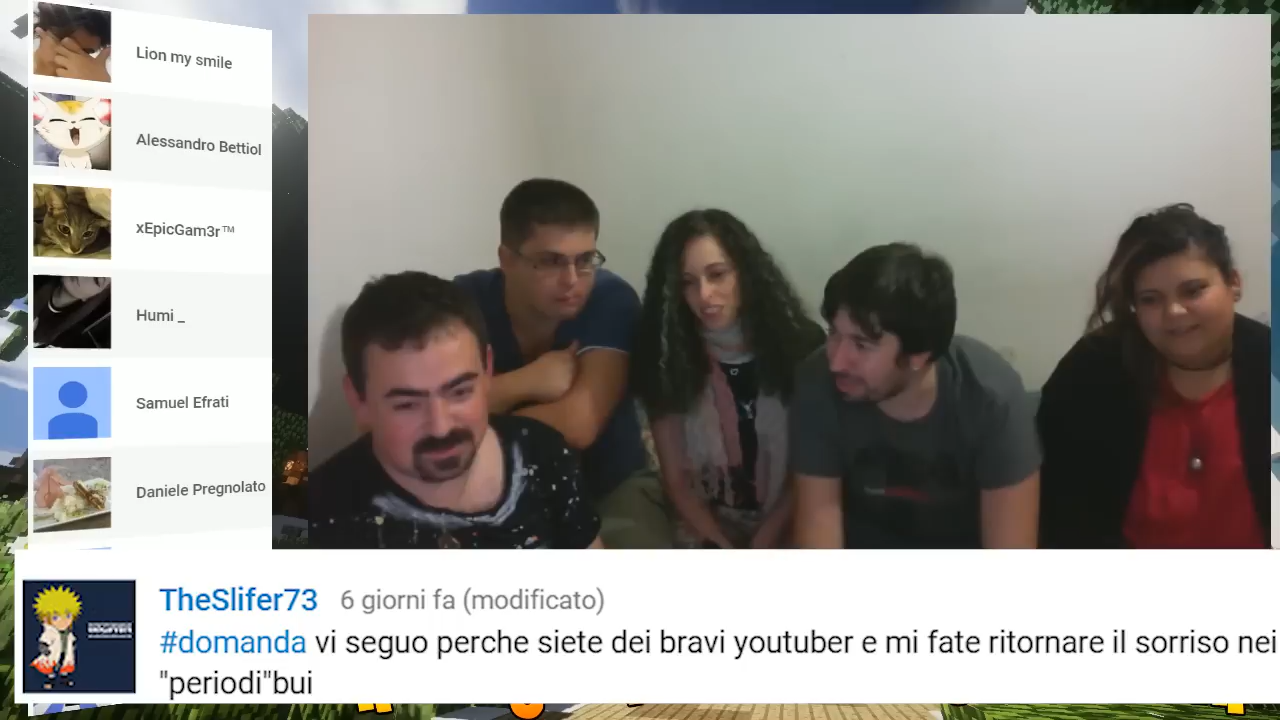 Lion my smile
Alessandro Bettiol
xEpicGam3r™
Humi _
Samuel Efrati
Daniele Pregnolato
TheSlifer73 6 giorni fa (modificato)
#domanda vi seguo perche siete dei bravi youtuber e mi fate ritornare il sorriso nei
"periodi"bui